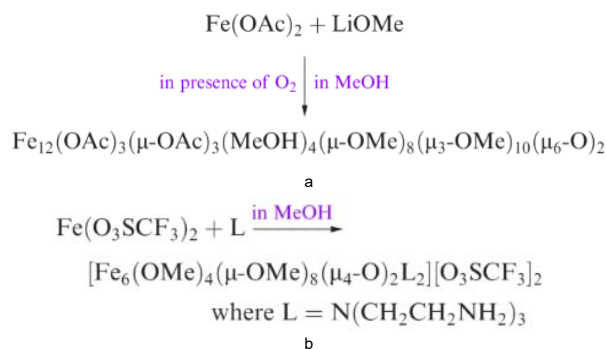 Fe(OAc)₂ + LiOMe
in presence of O₂ in MeOH
Fe₁₂(OAc)₃(μ-OAc)₃(MeOH)₄(μ-OMe)₈(μ₃-OMe)₁₀(μ₆-O)₂
a
Fe(O₃SCF₃)₂ + L in MeOH
[Fe₆(OMe)₄(μ-OMe)₈(μ₄-O)₂L₂][O₃SCF₃]₂
where L = N(CH₂CH₂NH₂)₃
b